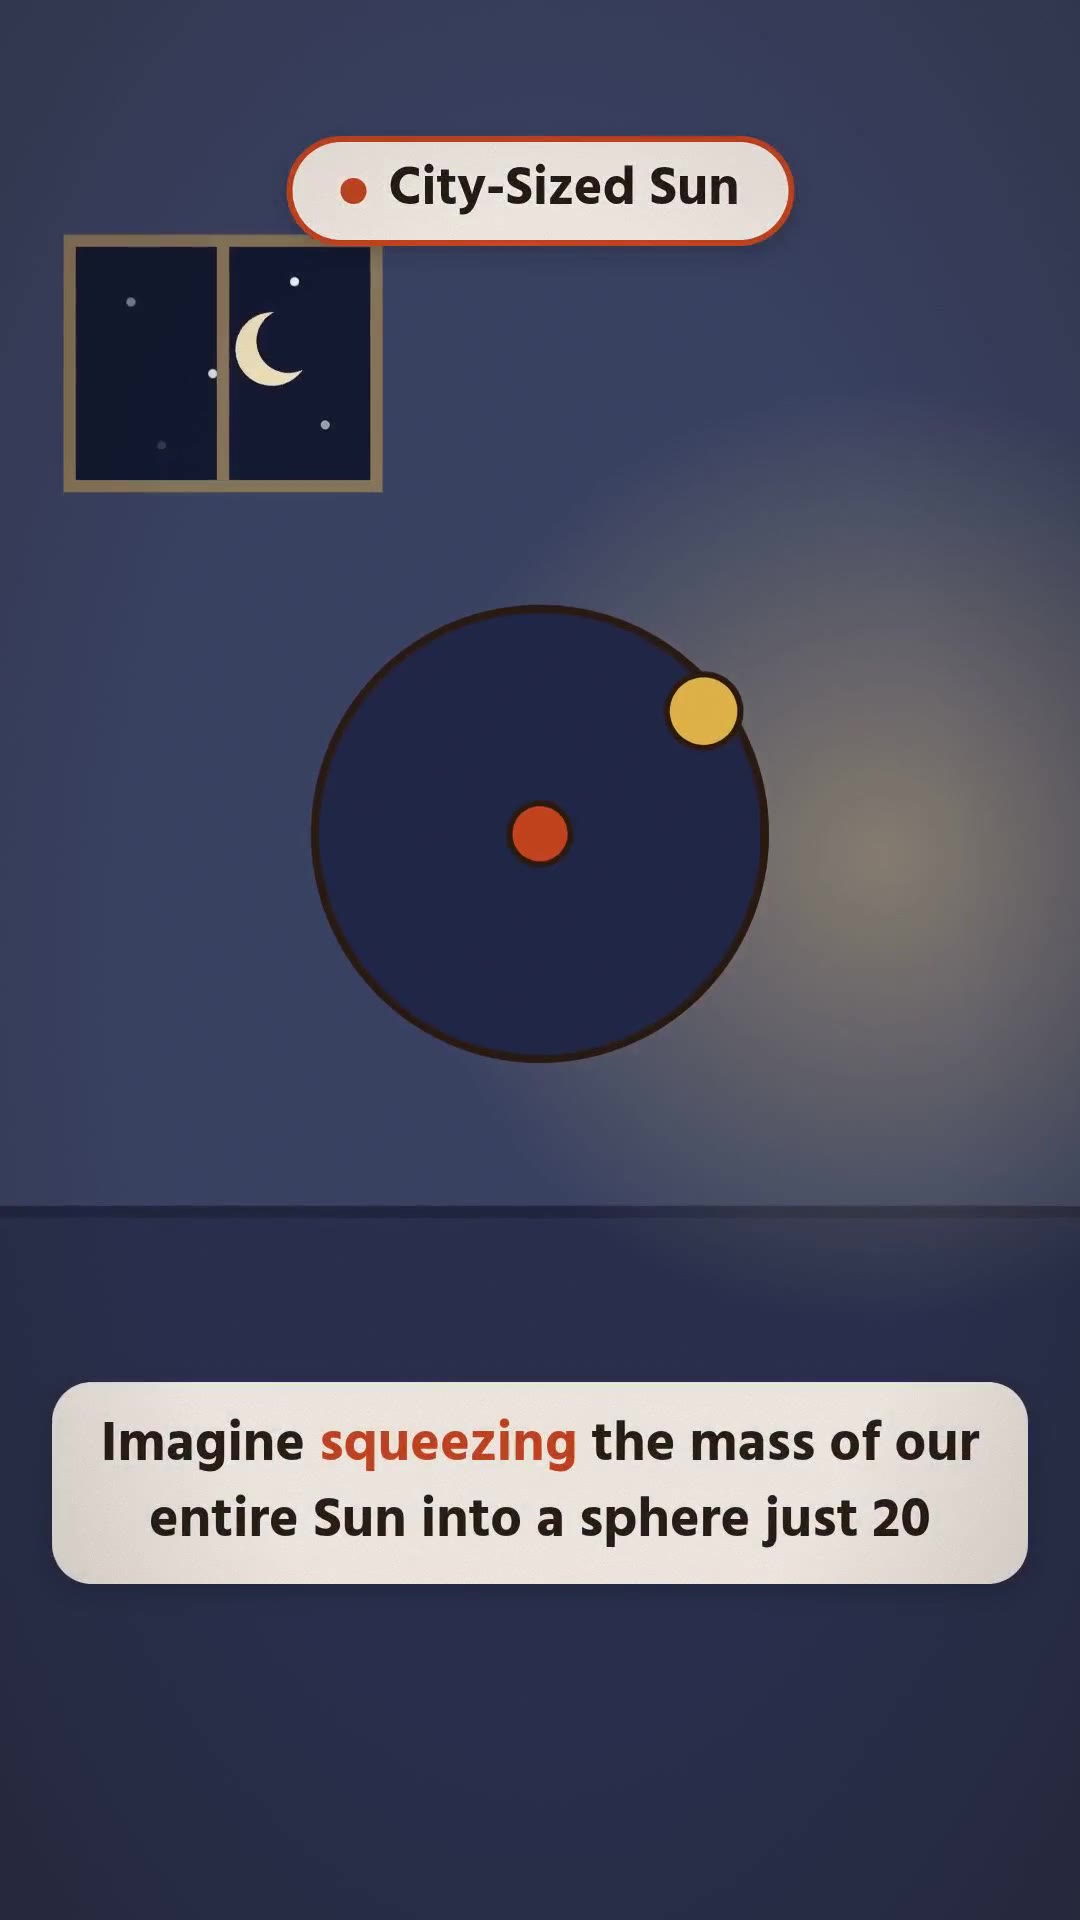 City-Sized Sun
Imagine squeezing the mass of our
entire Sun into a sphere just 20